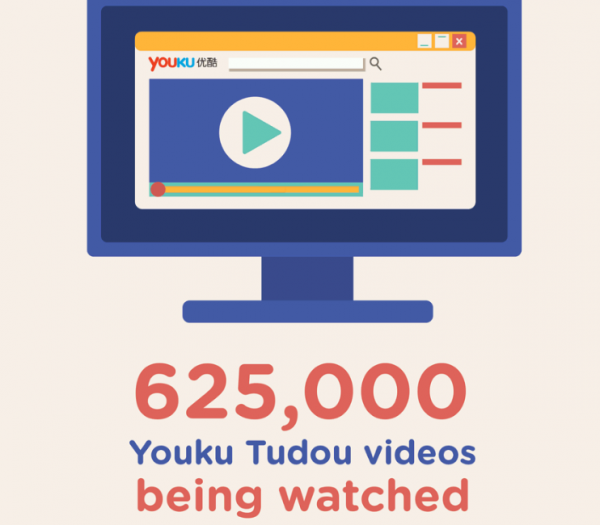 YOUKU 优酷
625,000
Youku Tudou videos
being watched